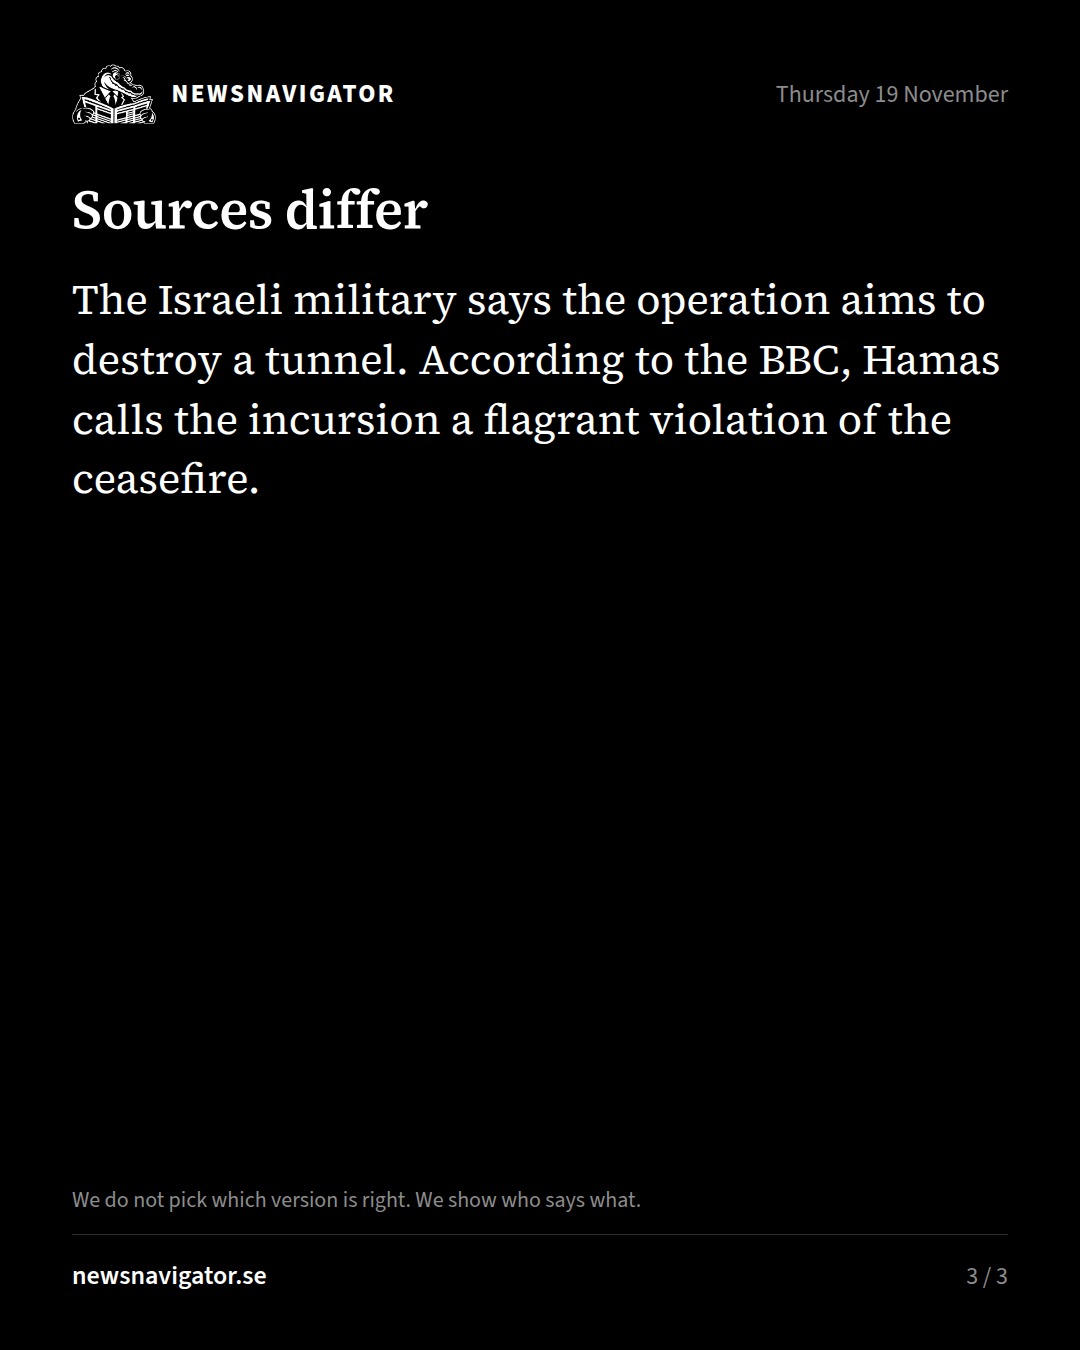 NEWSNAVIGATOR
Thursday 19 November
Sources differ
The Israeli military says the operation aims to
destroy a tunnel. According to the BBC, Hamas
calls the incursion a flagrant violation of the
ceasefire.
We do not pick which version is right. We show who says what.
newsnavigator.se
3 / 3